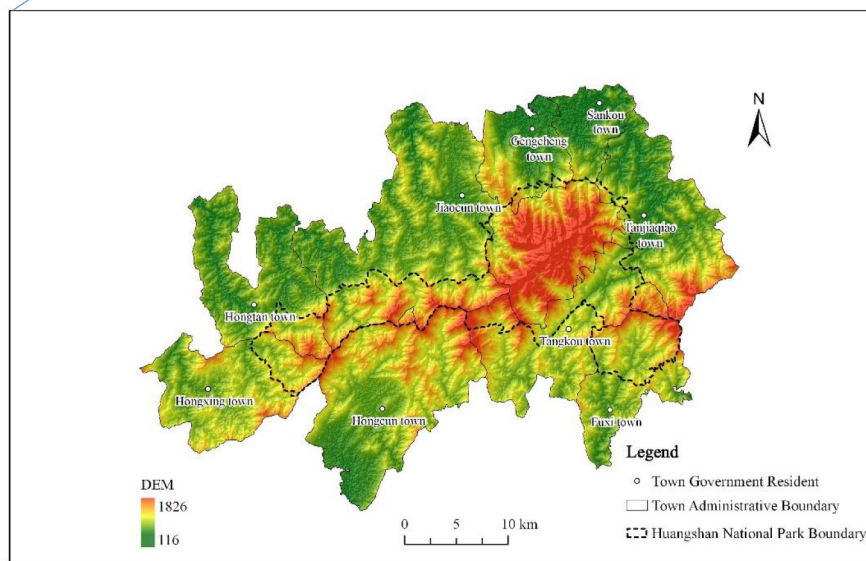 N
Sankou
town
Gengcheng
town
Jiaocun town
Tanjiaqiao
town
Hongtan town
Tangkou town
Hongxing town
Hongcun town
Fuxi town
Legend
Town Government Resident
Town Administrative Boundary
Huangshan National Park Boundary
DEM
1826
116
0 5 10 km